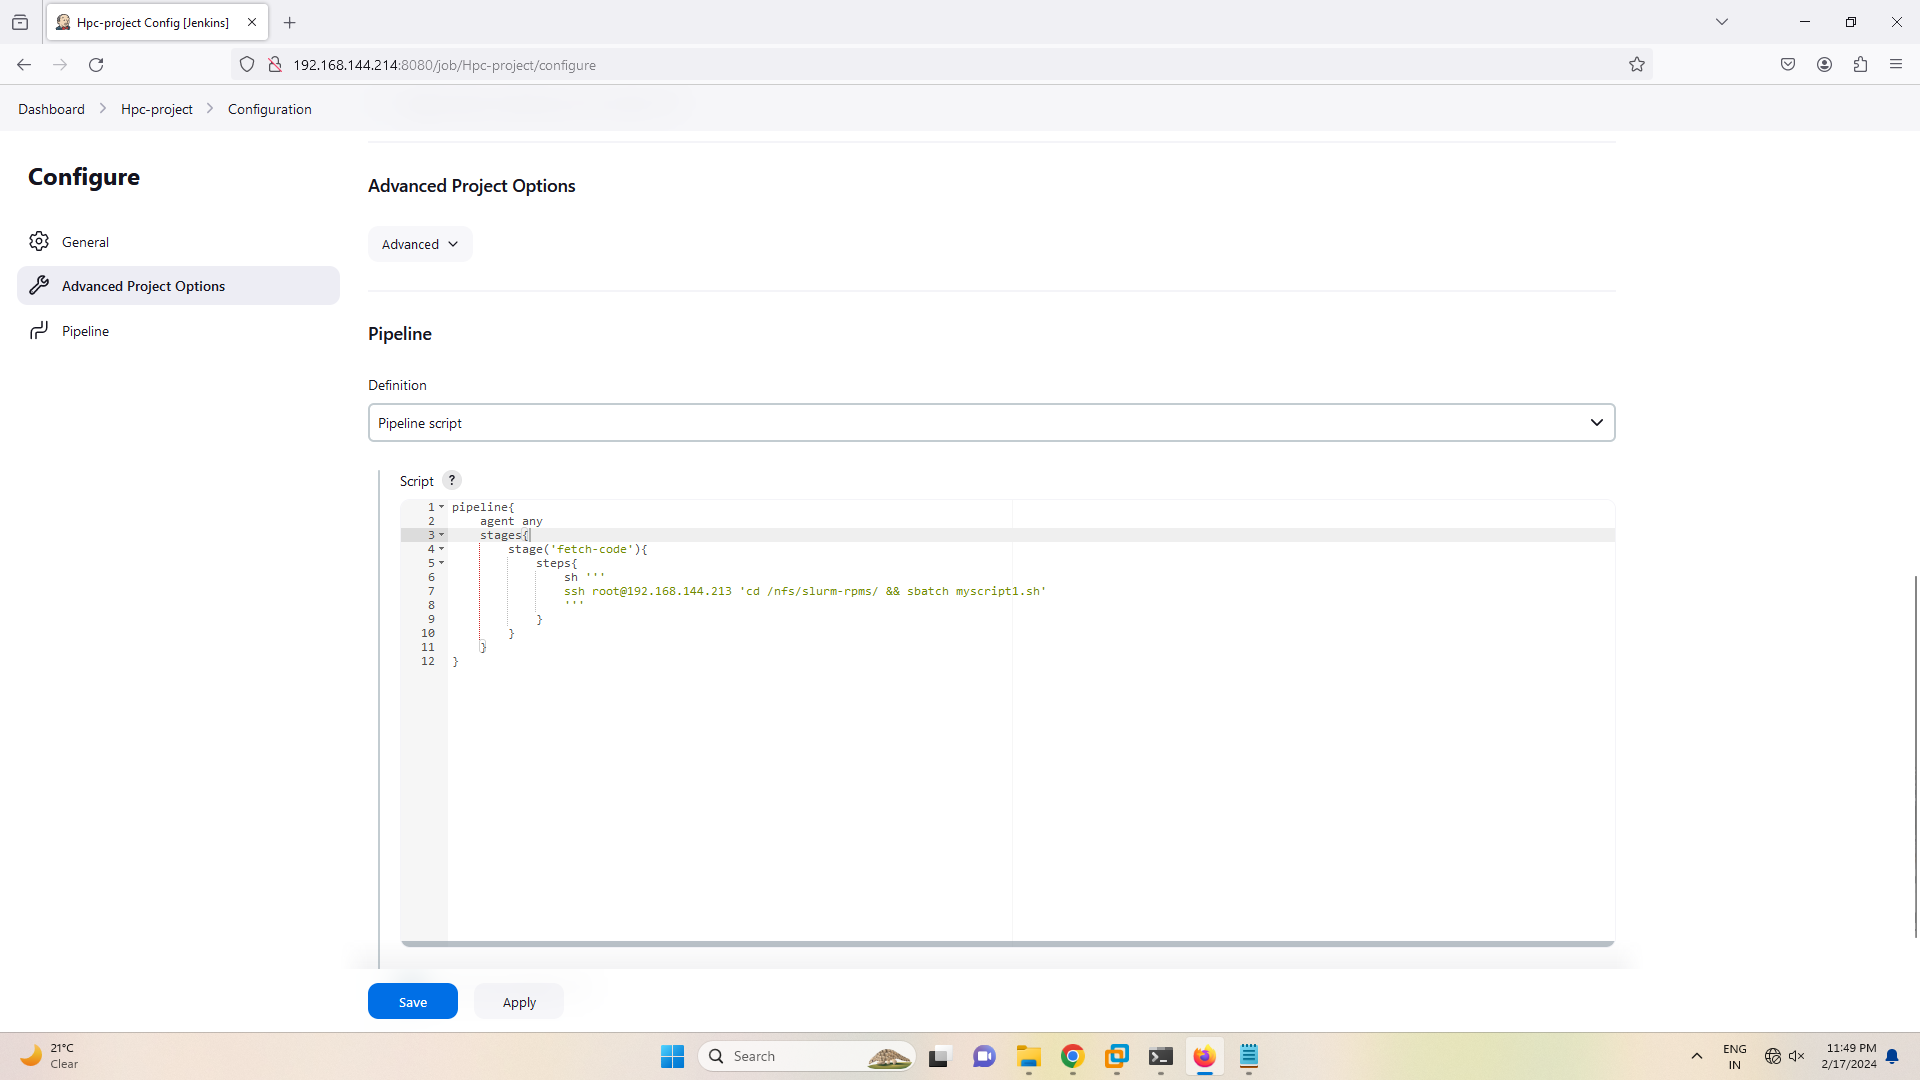 Hpc-project Config [Jenkins]
192.168.144.214:8080/job/Hpc-project/configure
Dashboard
Hpc-project
Configuration
Configure
General
Advanced Project Options
Pipeline
Advanced Project Options
Advanced
Pipeline
Definition
Pipeline script
Script ?
1 pipeline{
2 agent any
3 stages{
4 stage('fetch-code'){
5 steps{
6 sh '''
7 ssh root@192.168.144.213 'cd /nfs/slurm-rpms/ && sbatch myscript1.sh'
8 '''
9 }
10 }
11 }
12 }
Save
Apply
21°C
Clear
Search
ENG
IN
11:49 PM
2/17/2024